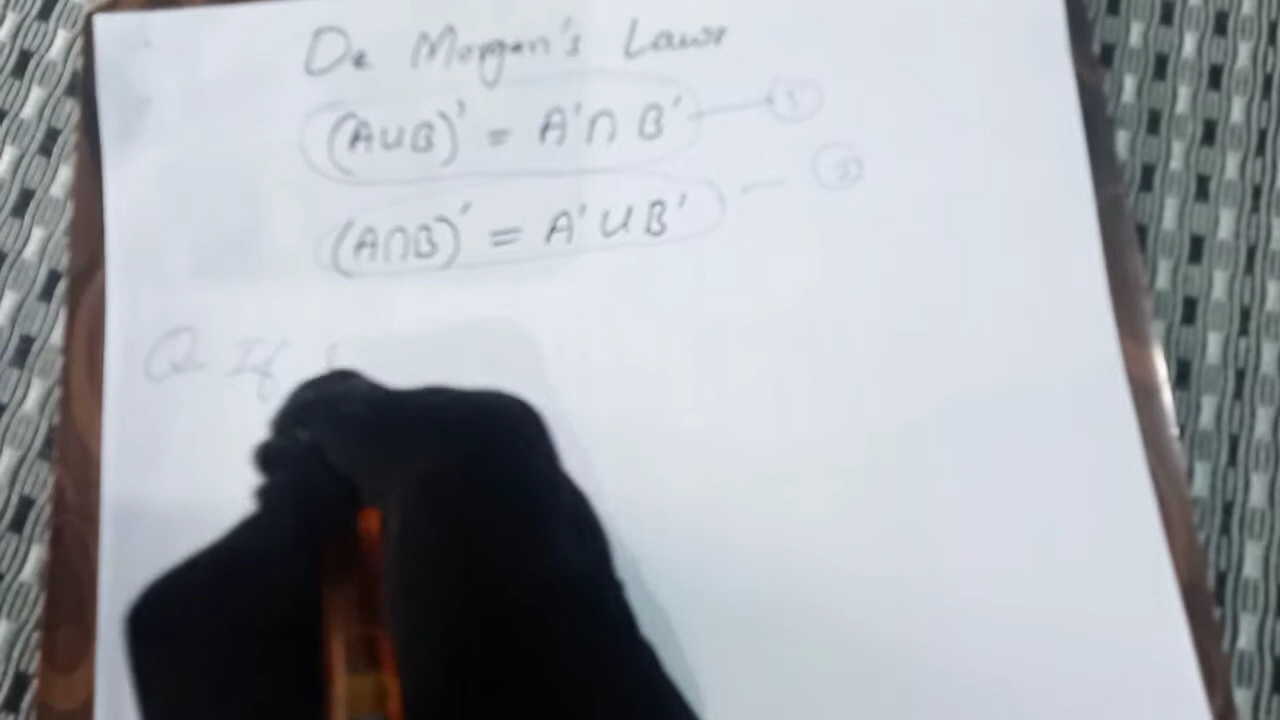 De Morgan's Laws
(A∪B)' = A'∩B' — ①
(A∩B)' = A'∪B' — ②
Q. If